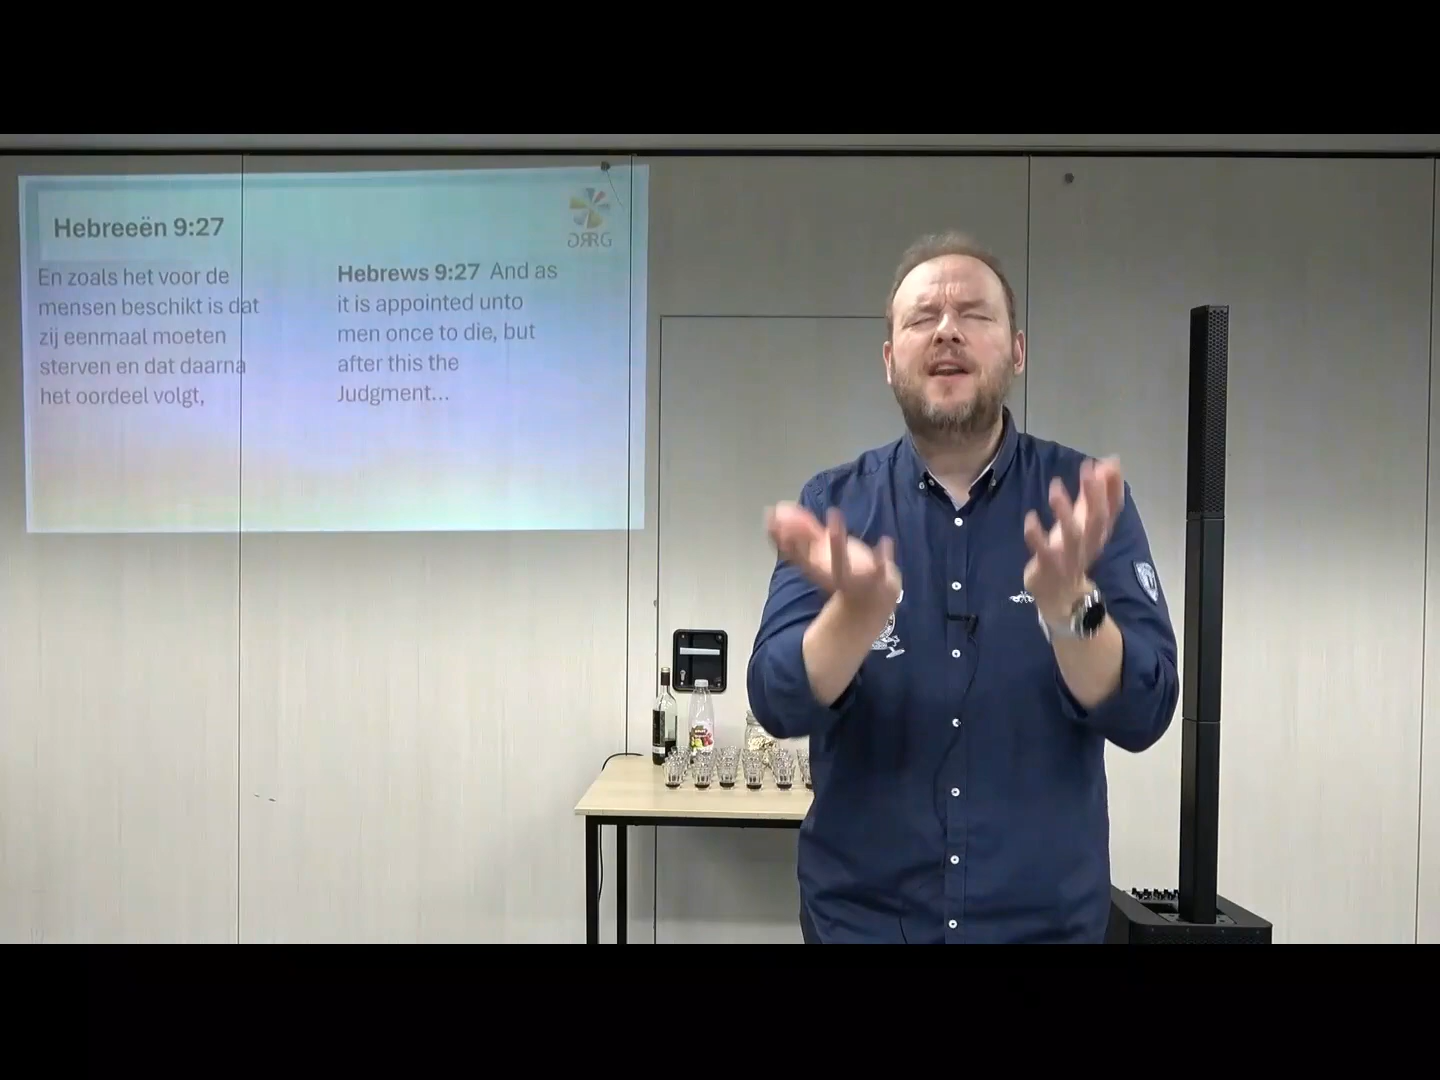 Hebreeën 9:27
En zoals het voor de
mensen beschikt is dat
zij eenmaal moeten
sterven en dat daarna
het oordeel volgt,
Hebrews 9:27 And as
it is appointed unto
men once to die, but
after this the
Judgment...